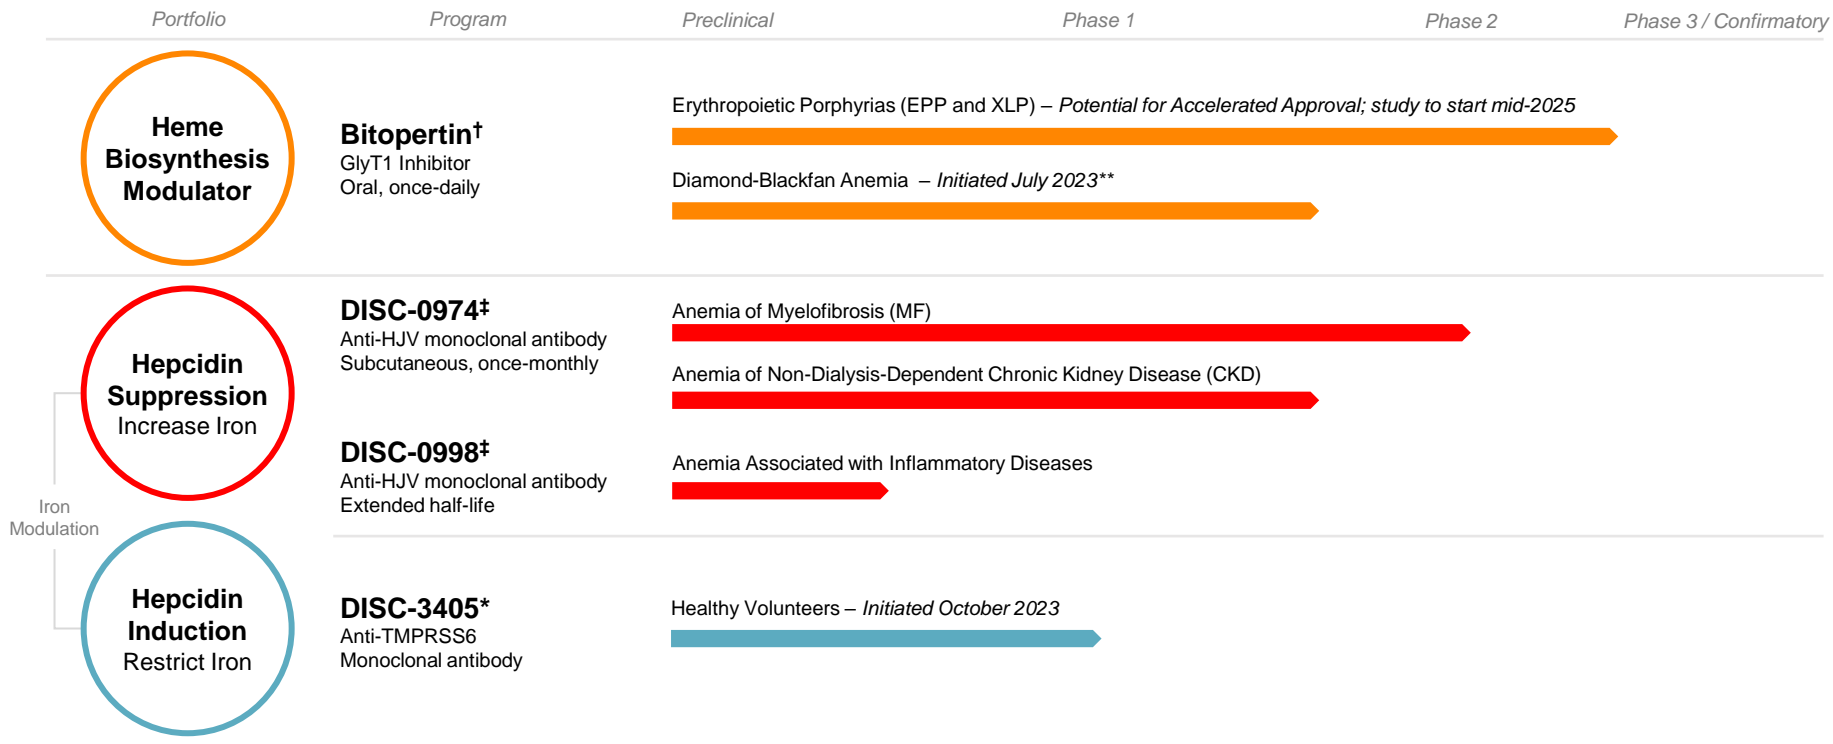 Portfolio
Program
Preclinical
Phase 1
Phase 2
Phase 3 / Confirmatory
Heme
Biosynthesis
Modulator
Bitopertin†
GlyT1 Inhibitor
Oral, once-daily
Erythropoietic Porphyrias (EPP and XLP) – Potential for Accelerated Approval; study to start mid-2025
Diamond-Blackfan Anemia – Initiated July 2023**
Hepcidin
Suppression
Increase Iron
DISC-0974‡
Anti-HJV monoclonal antibody
Subcutaneous, once-monthly
Anemia of Myelofibrosis (MF)
Anemia of Non-Dialysis-Dependent Chronic Kidney Disease (CKD)
DISC-0998‡
Anti-HJV monoclonal antibody
Extended half-life
Anemia Associated with Inflammatory Diseases
Iron
Modulation
Hepcidin
Induction
Restrict Iron
DISC-3405*
Anti-TMPRSS6
Monoclonal antibody
Healthy Volunteers – Initiated October 2023